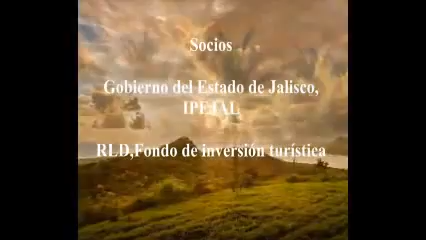 Socios
Gobierno del Estado de Jalisco,
IPEJAL
RLD,Fondo de inversión turística